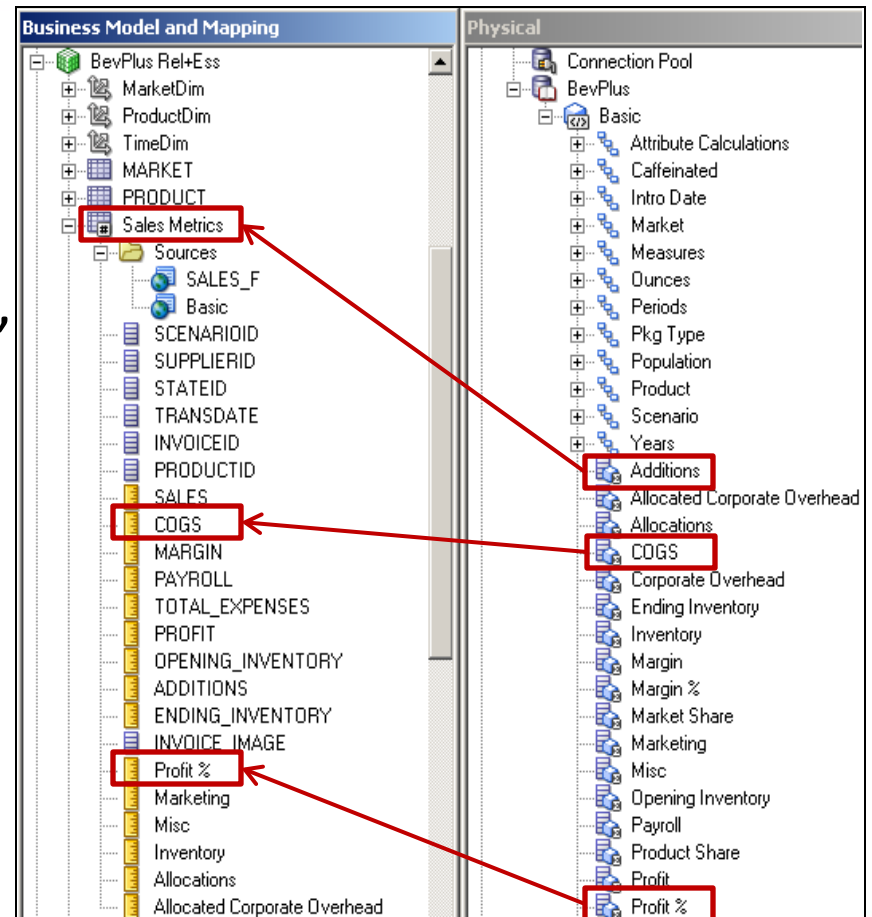 Business Model and Mapping
BevPlus Rel+Ess
MarketDim
ProductDim
TimeDim
MARKET
PRODUCT
Sales Metrics
Sources
SALES_F
Basic
SCENARIOID
SUPPLIERID
STATEID
TRANSDATE
INVOICEID
PRODUCTID
SALES
COGS
MARGIN
PAYROLL
TOTAL_EXPENSES
PROFIT
OPENING_INVENTORY
ADDITIONS
ENDING_INVENTORY
INVOICE_IMAGE
Profit %
Marketing
Misc
Inventory
Allocations
Allocated Corporate Overhead
Physical
Connection Pool
BevPlus
Basic
Attribute Calculations
Caffeinated
Intro Date
Market
Measures
Ounces
Periods
Pkg Type
Population
Product
Scenario
Years
Additions
Allocated Corporate Overhead
Allocations
COGS
Corporate Overhead
Ending Inventory
Inventory
Margin
Margin %
Market Share
Marketing
Misc
Opening Inventory
Payroll
Product Share
Profit
Profit %